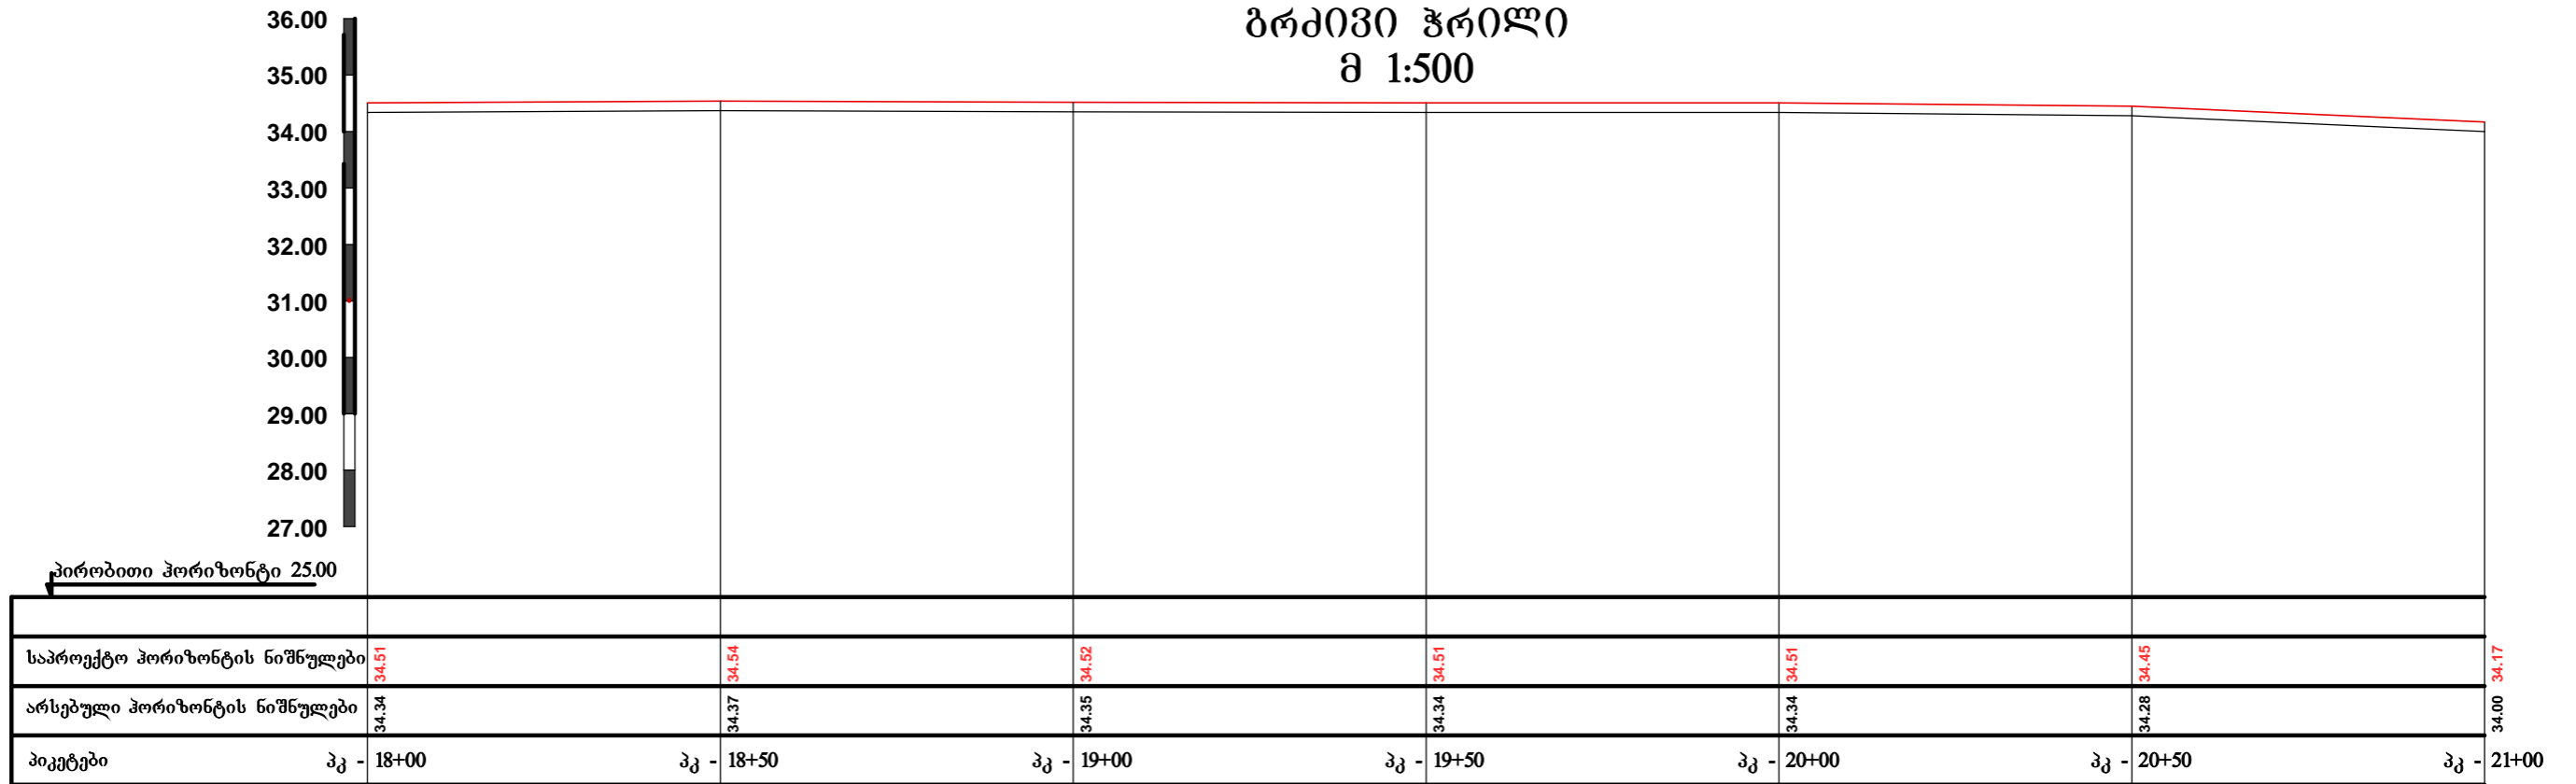 გრძივი ჭრილი
მ 1:500
36.00
35.00
34.00
33.00
32.00
31.00
30.00
29.00
28.00
27.00
პირობითი ჰორიზონტი 25.00
საპროექტო ჰორიზონტის ნიშნულები 34.51 34.54 34.52 34.51 34.51 34.45 34.17
არსებული ჰორიზონტის ნიშნულები 34.34 34.37 34.35 34.34 34.34 34.28 34.00
პიკეტები პკ - 18+00 პკ - 18+50 პკ - 19+00 პკ - 19+50 პკ - 20+00 პკ - 20+50 პკ - 21+00